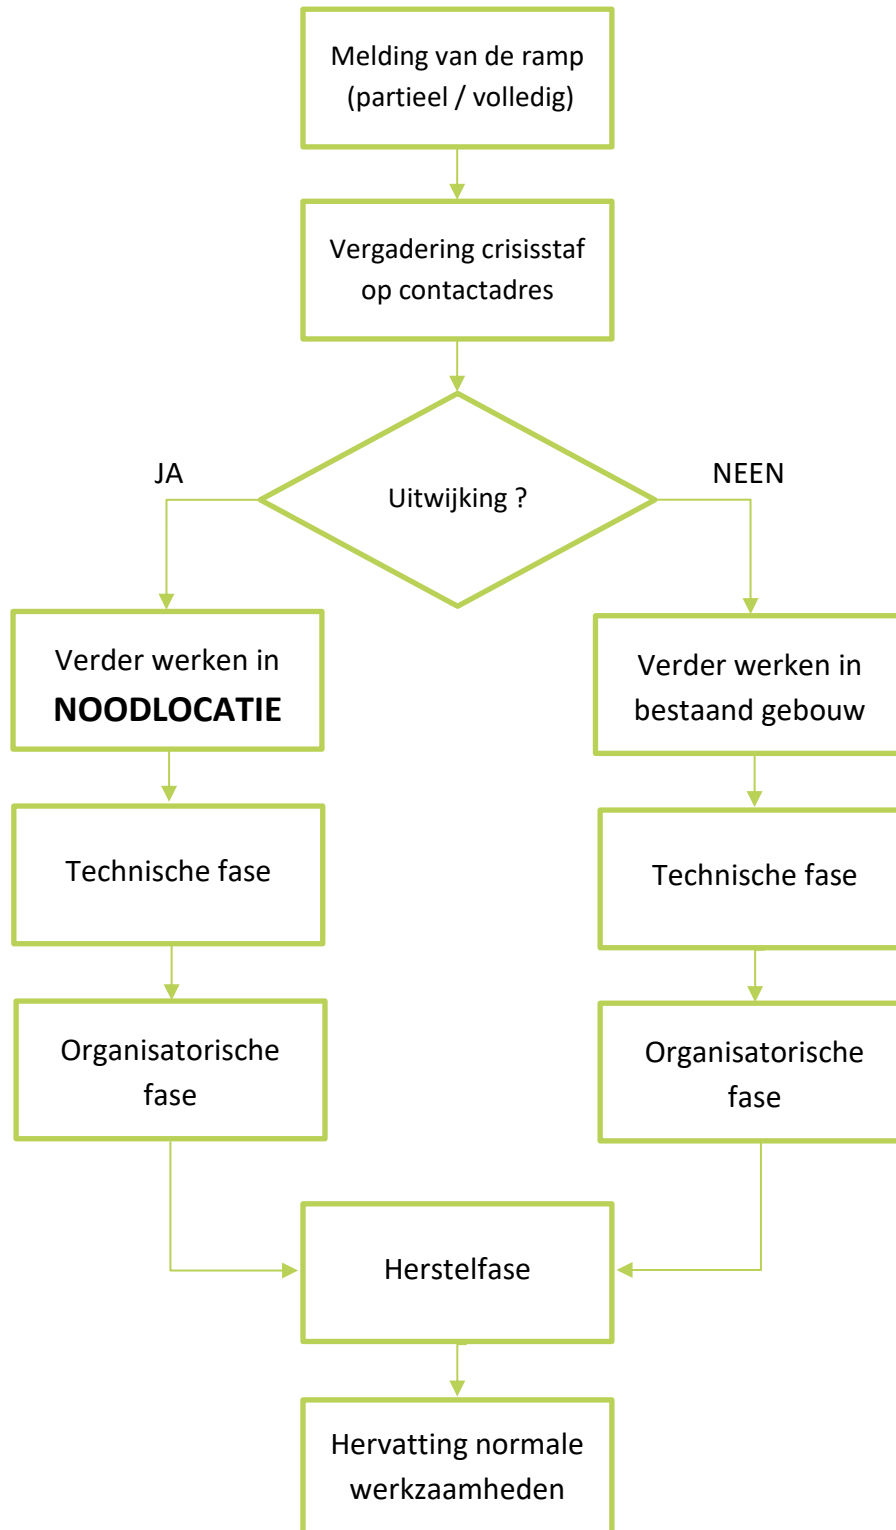 Melding van de ramp
(partieel / volledig)
Vergadering crisisstaf
op contactadres
JA
NEEN
Uitwijking ?
Verder werken in
NOODLOCATIE
Verder werken in
bestaand gebouw
Technische fase
Technische fase
Organisatorische
fase
Organisatorische
fase
Herstelfase
Hervatting normale
werkzaamheden